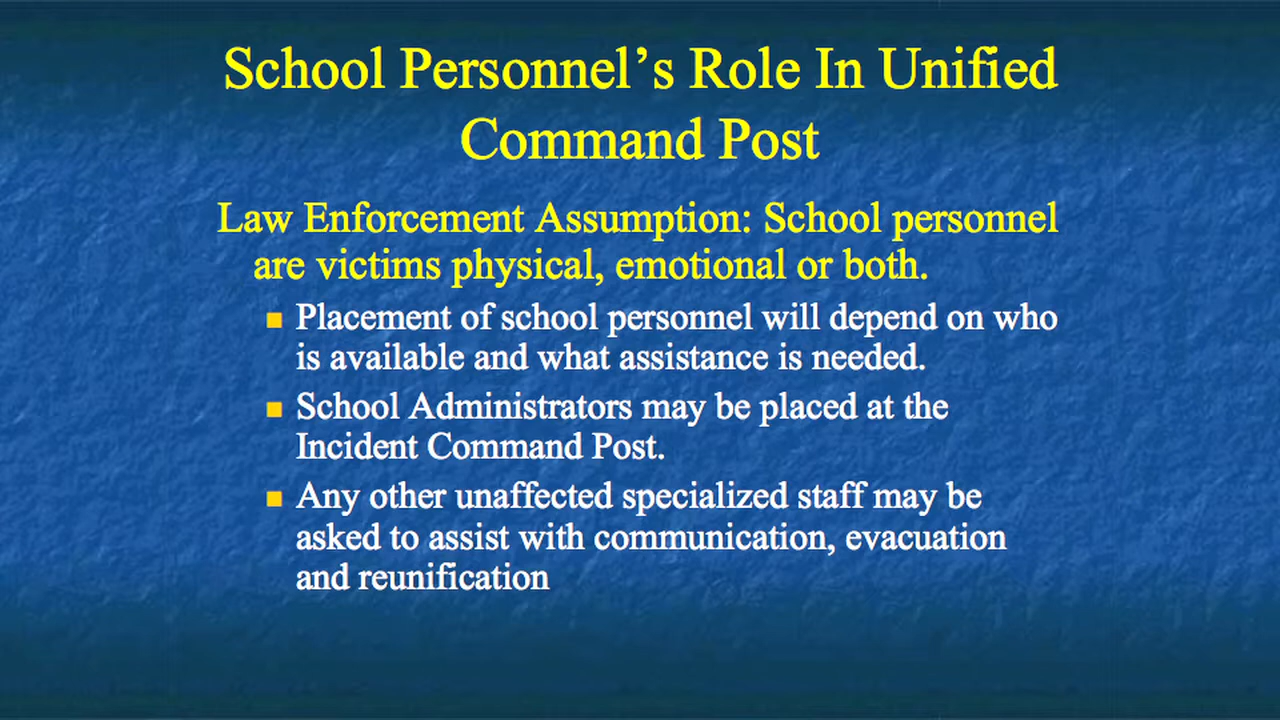 School Personnel’s Role In Unified
Command Post
Law Enforcement Assumption: School personnel
are victims physical, emotional or both.
Placement of school personnel will depend on who
is available and what assistance is needed.
School Administrators may be placed at the
Incident Command Post.
Any other unaffected specialized staff may be
asked to assist with communication, evacuation
and reunification